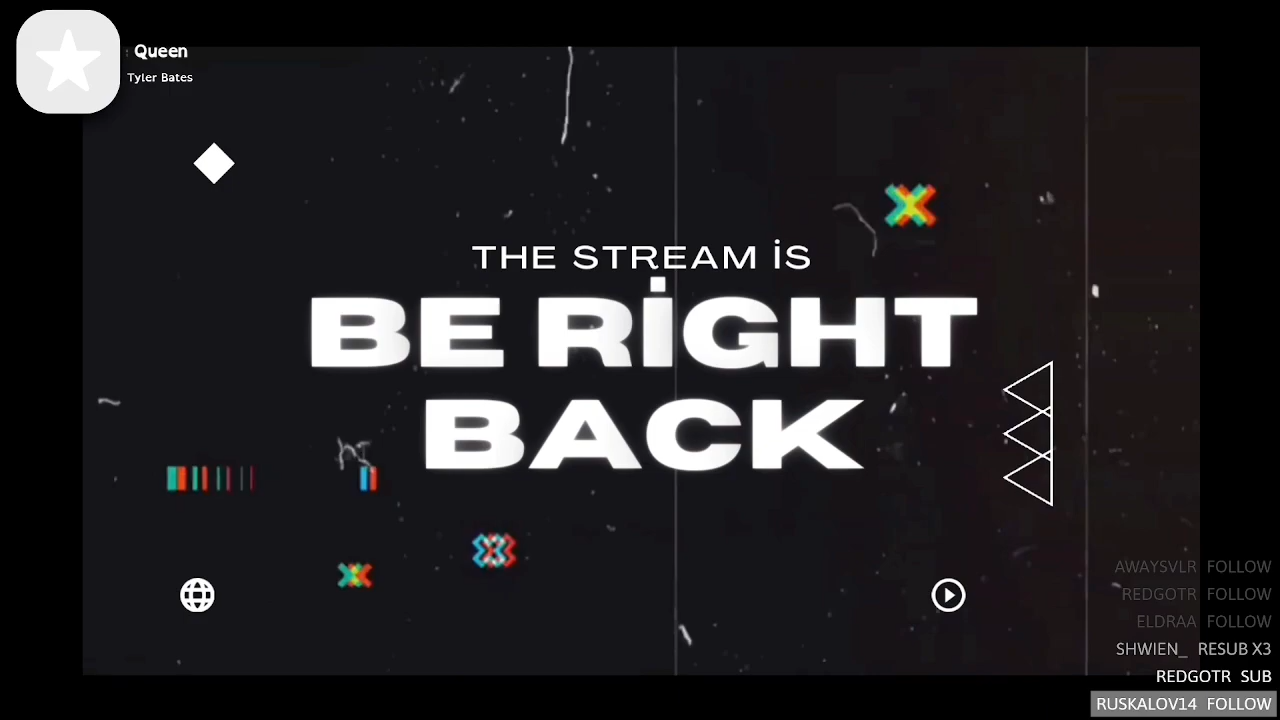 : Queen
Tyler Bates
THE STREAM İS
BE RİGHT
BACK
AWAYSVLR FOLLOW
REDGOTR FOLLOW
ELDRAA FOLLOW
SHWIEN_ RESUB X3
REDGOTR SUB
RUSKALOV14 FOLLOW